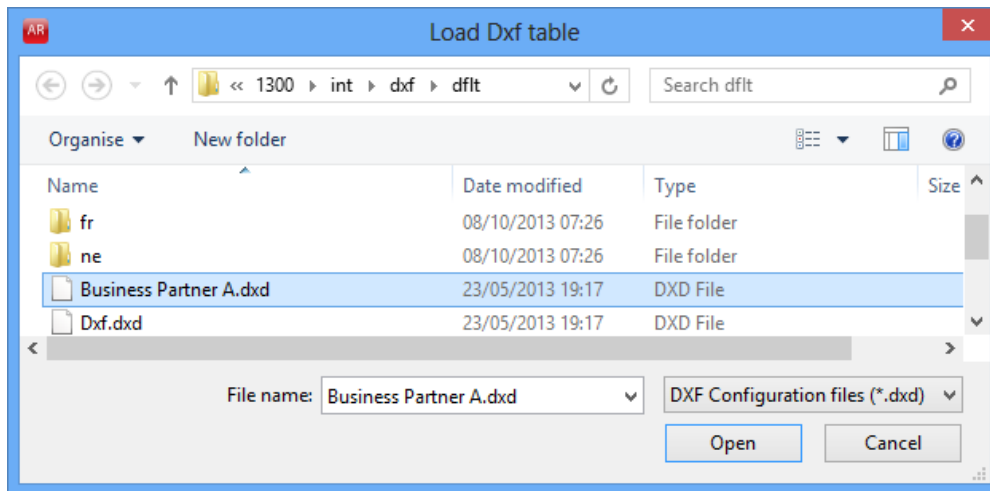 AR Load Dxf table
« 1300 int dxf dflt Search dflt
Organise New folder
Name Date modified Type Size
fr 08/10/2013 07:26 File folder
ne 08/10/2013 07:26 File folder
Business Partner A.dxd 23/05/2013 19:17 DXD File
Dxf.dxd 23/05/2013 19:17 DXD File
File name: Business Partner A.dxd DXF Configuration files (*.dxd)
Open Cancel